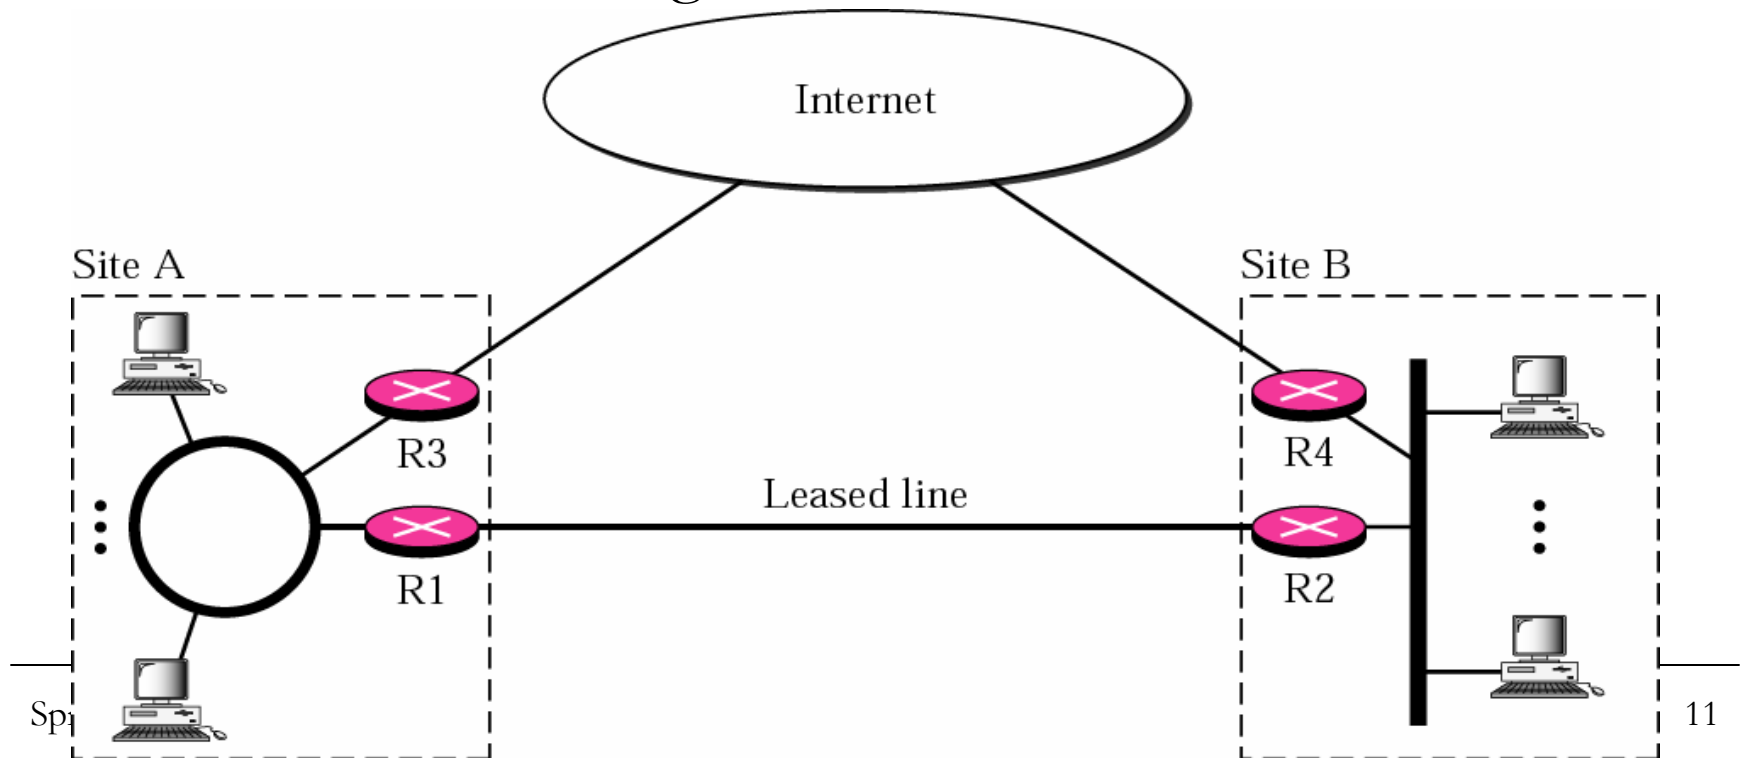 Internet
Site A
Site B
R3
R4
Leased line
R1
R2
11